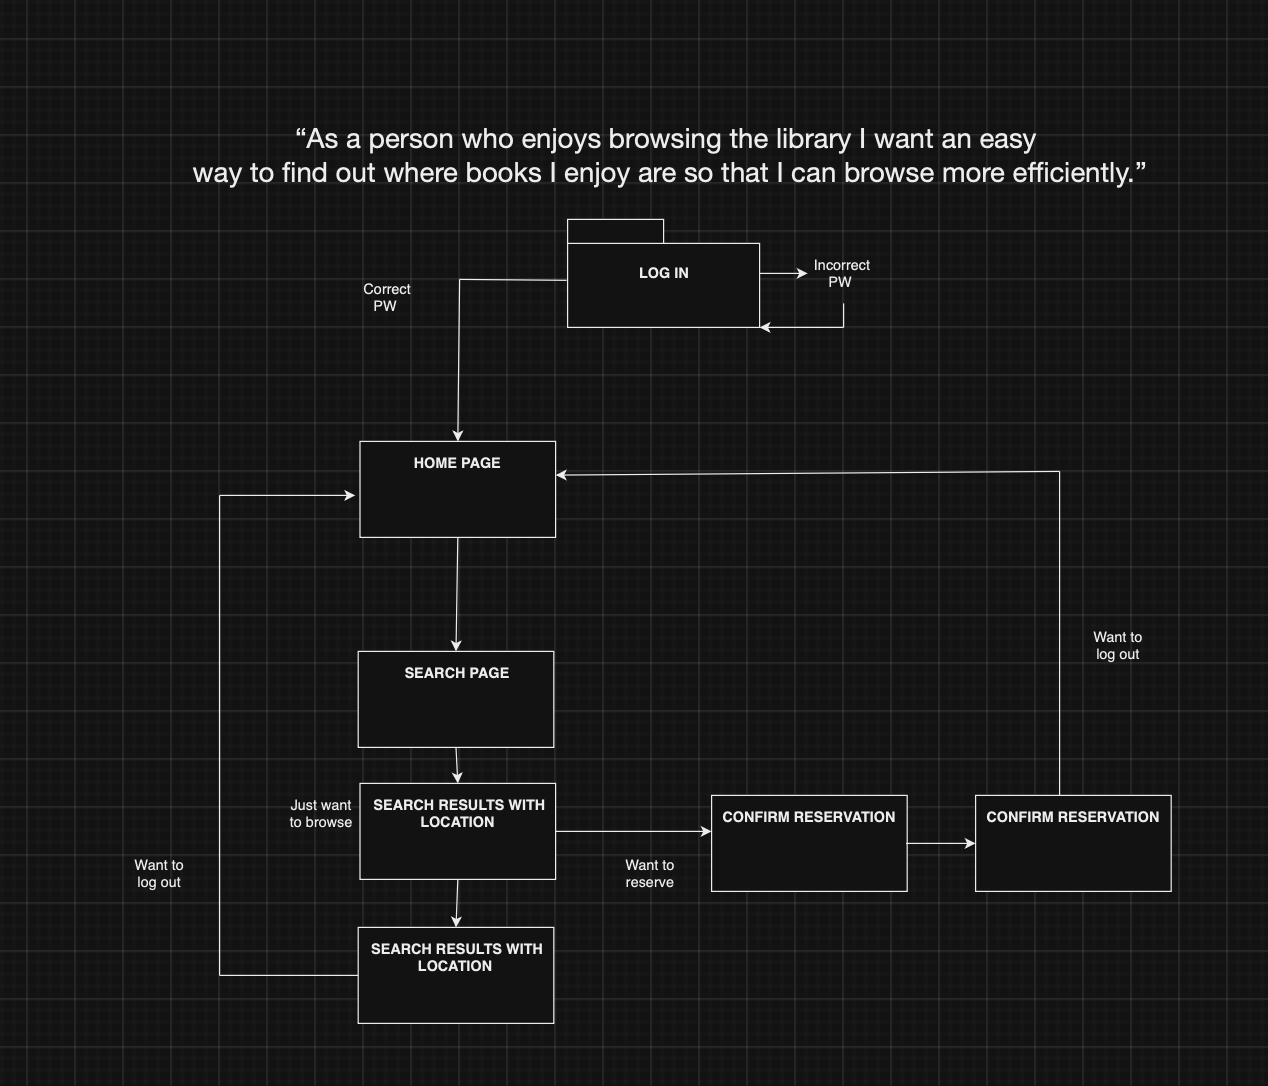 “As a person who enjoys browsing the library I want an easy
way to find out where books I enjoy are so that I can browse more efficiently.”
LOG IN
Incorrect
PW
Correct
PW
HOME PAGE
Want to
log out
SEARCH PAGE
Just want
to browse
SEARCH RESULTS WITH
LOCATION
CONFIRM RESERVATION
CONFIRM RESERVATION
Want to
log out
Want to
reserve
SEARCH RESULTS WITH
LOCATION